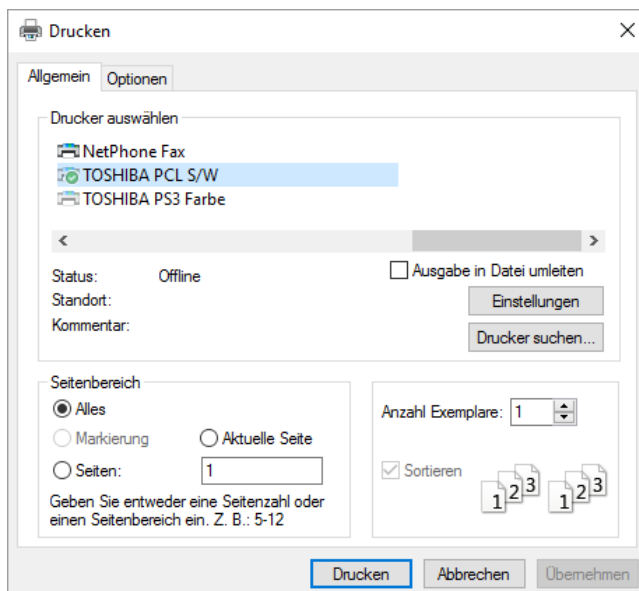 Drucken
Allgemein Optionen
Drucker auswählen
NetPhone Fax
TOSHIBA PCL S/W
TOSHIBA PS3 Farbe
Status: Offline
Ausgabe in Datei umleiten
Standort:
Einstellungen
Kommentar:
Drucker suchen...
Seitenbereich
Alles
Markierung
Aktuelle Seite
Seiten: 1
Geben Sie entweder eine Seitenzahl oder
einen Seitenbereich ein. Z. B.: 5-12
Anzahl Exemplare: 1
Sortieren
1 2 3 1 2 3
Drucken Abbrechen Übernehmen